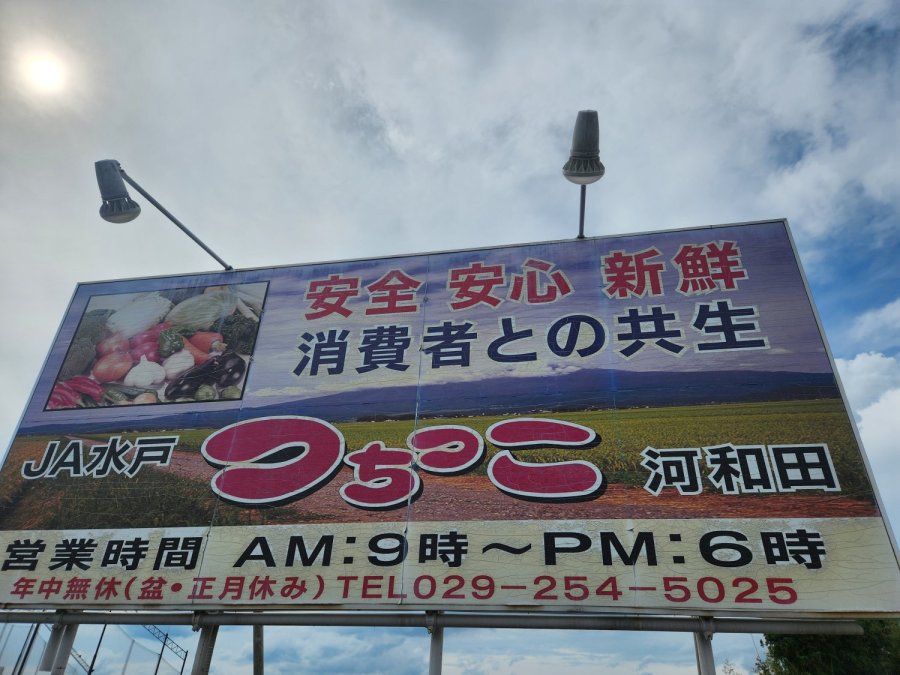 安全 安心 新鮮
消費者との共生
JA水戸 つちっこ 河和田
営業時間 AM:9時～PM:6時
年中無休(盆・正月休み) TEL029-254-5025